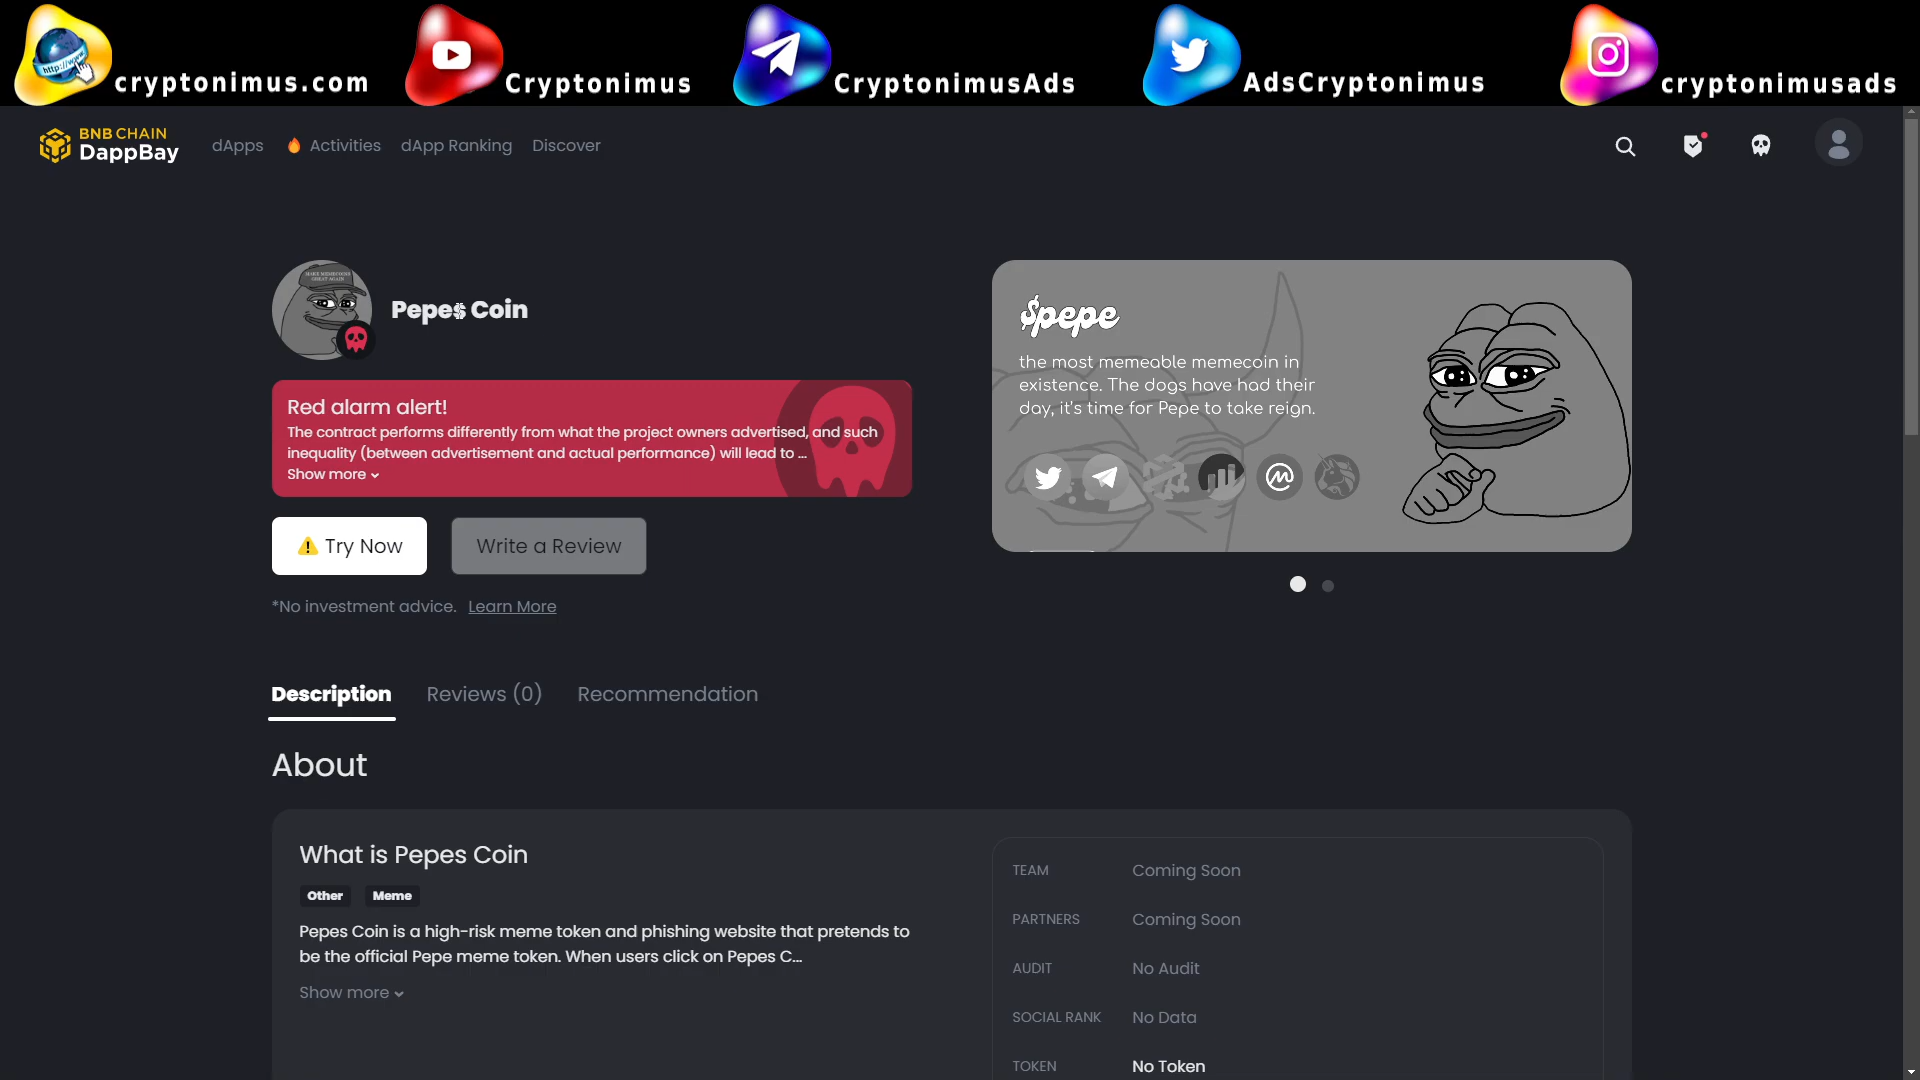 cryptonimus.com
Cryptonimus
CryptonimusAds
AdsCryptonimus
cryptonimusads
BNB CHAIN
DappBay
dApps
Activities
dApp Ranking
Discover
MAKE MEMECOINS
GREAT AGAIN
Pepes Coin
Red alarm alert!
The contract performs differently from what the project owners advertised, and such
inequality (between advertisement and actual performance) will lead to ...
Show more
Try Now
Write a Review
*No investment advice. Learn More
$pepe
the most memeable memecoin in
existence. The dogs have had their
day, it's time for Pepe to take reign.
Description
Reviews (0)
Recommendation
About
What is Pepes Coin
Other
Meme
Pepes Coin is a high-risk meme token and phishing website that pretends to
be the official Pepe meme token. When users click on Pepes C...
Show more
TEAM
Coming Soon
PARTNERS
Coming Soon
AUDIT
No Audit
SOCIAL RANK
No Data
TOKEN
No Token